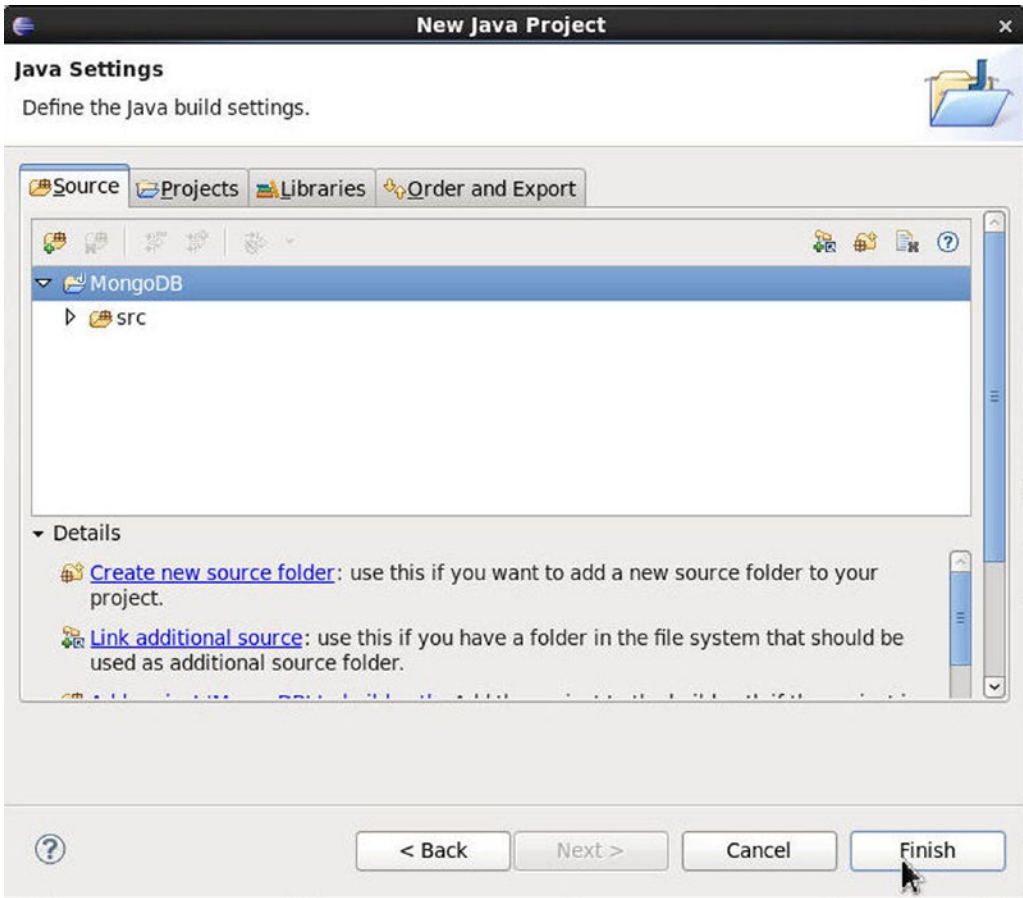 New Java Project
Java Settings
Define the Java build settings.
Source Projects Libraries Order and Export
MongoDB
src
Details
Create new source folder: use this if you want to add a new source folder to your
project.
Link additional source: use this if you have a folder in the file system that should be
used as additional source folder.
< Back Next > Cancel Finish